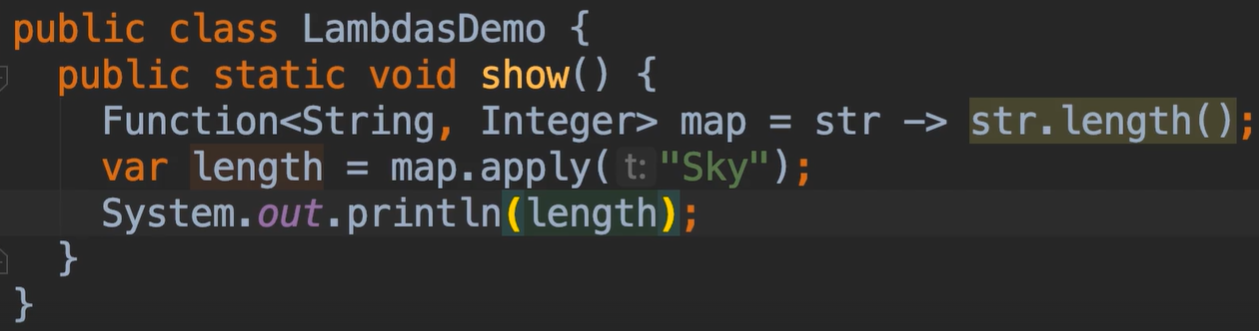 public class LambdasDemo {
public static void show() {
Function<String, Integer> map = str -> str.length();
var length = map.apply( t: "Sky");
System.out.println(length);
}
}